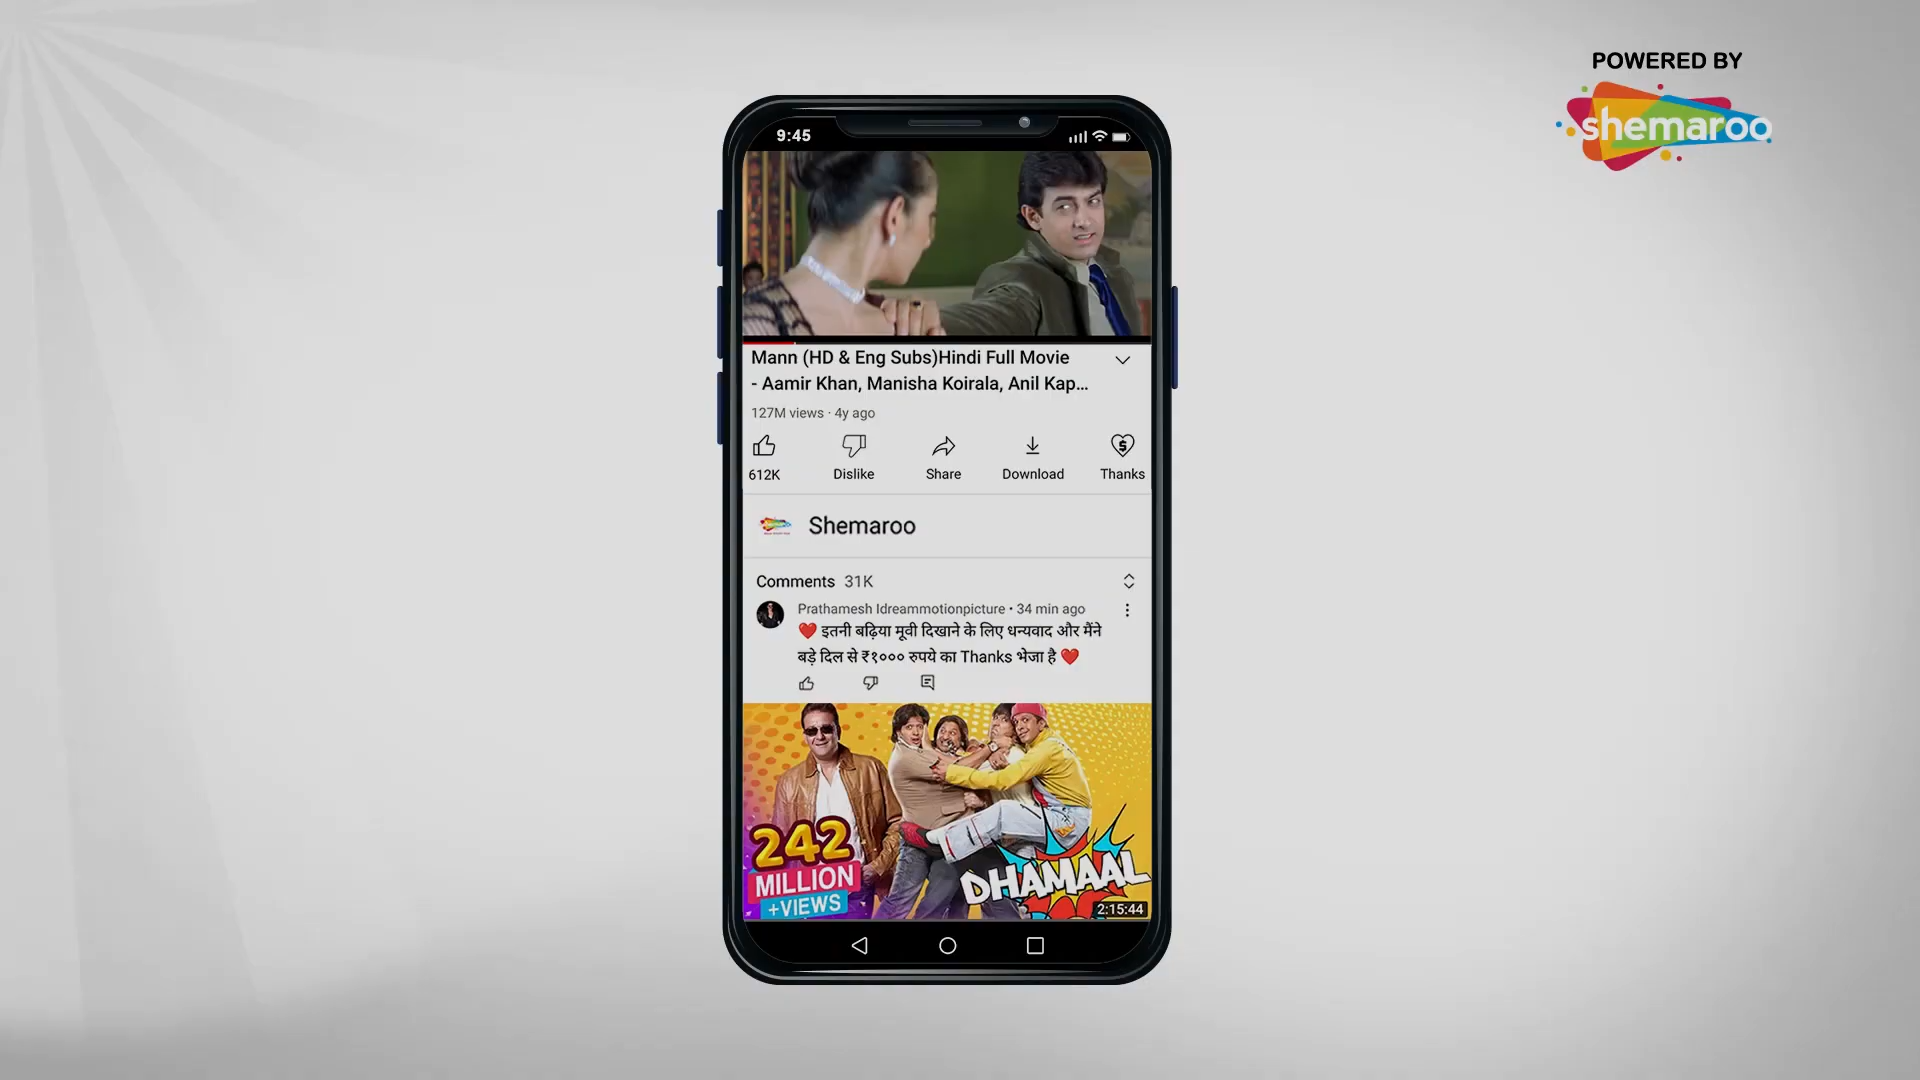 POWERED BY
shemaroo
9:45
Mann (HD & Eng Subs)Hindi Full Movie
- Aamir Khan, Manisha Koirala, Anil Kap...
127M views · 4y ago
612K
Dislike
Share
Download
Thanks
Shemaroo
Comments 31K
Prathamesh Idreammotionpicture • 34 min ago
❤️ इतनी बढ़िया मूवी दिखाने के लिए धन्यवाद और मैंने
बड़े दिल से ₹१००० रुपये का Thanks भेजा है ❤️
242
MILLION
+VIEWS
DHAMAAL
2:15:44